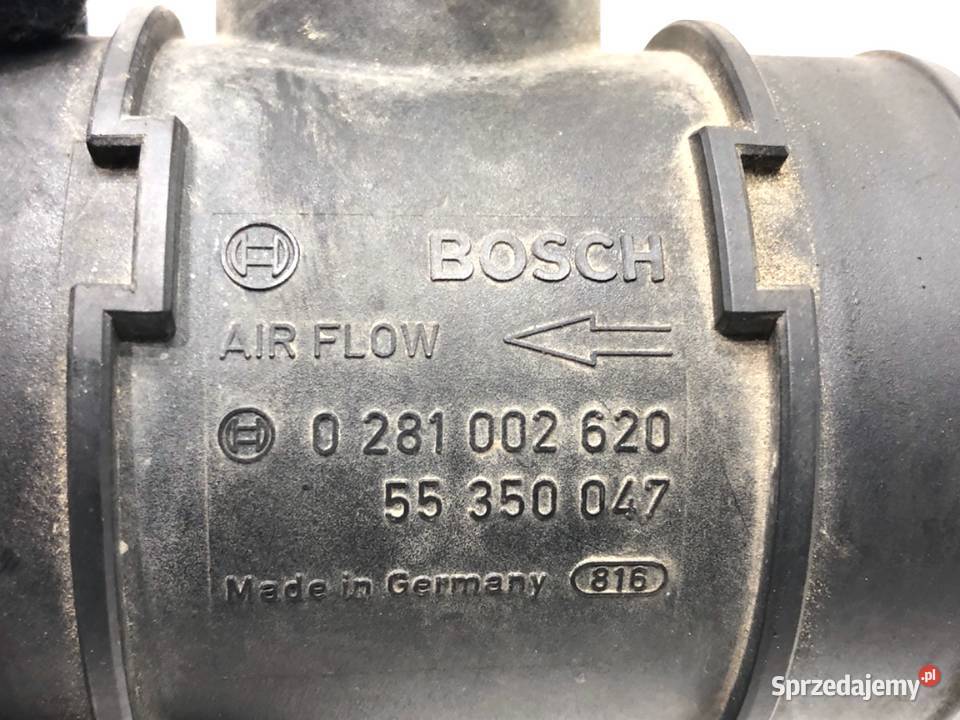 BOSCH
AIR FLOW
0 281 002 620
55 350 047
Made in Germany 816
Sprzedajemy.pl